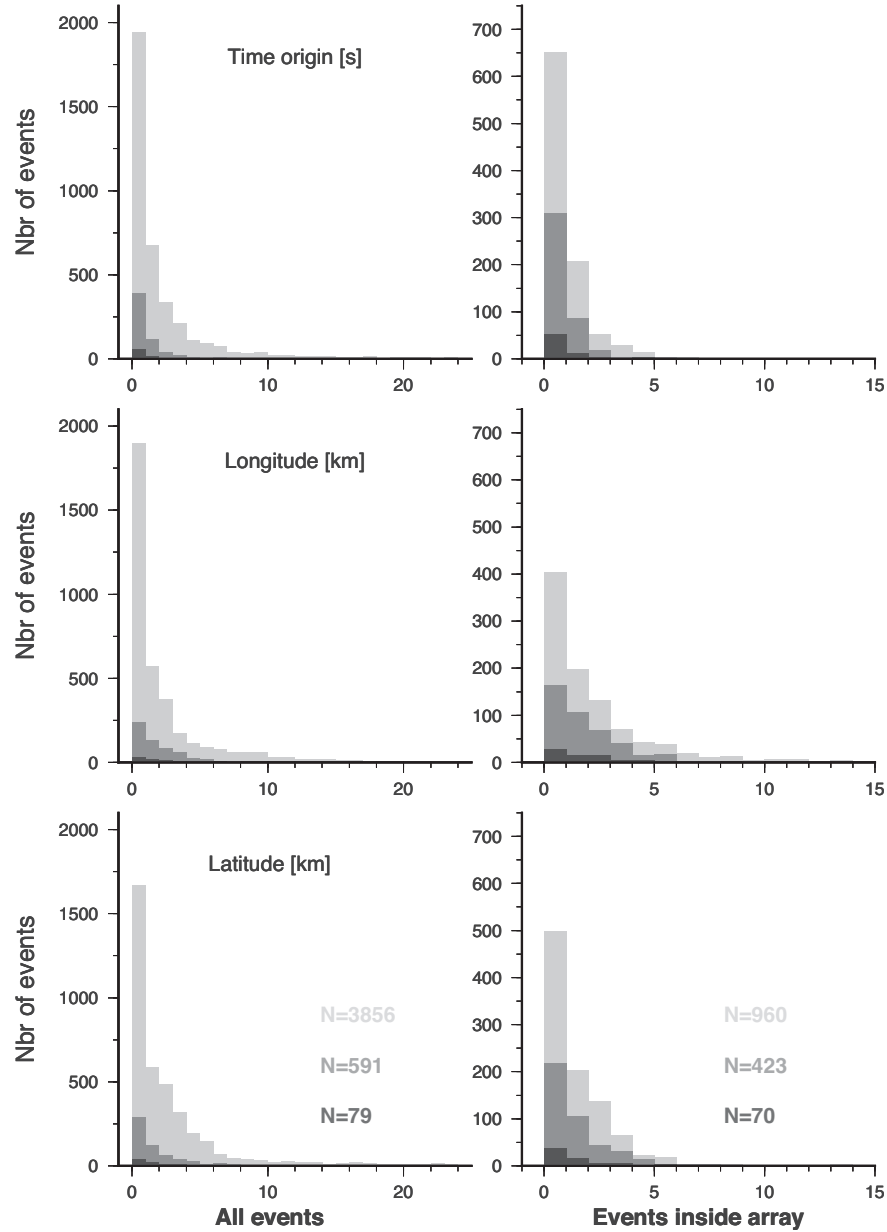 2000
1500
1000
500
0
Nbr of events
Time origin [s]
0 10 20
700
600
500
400
300
200
100
0
0 5 10 15
2000
1500
1000
500
0
Nbr of events
Longitude [km]
0 10 20
700
600
500
400
300
200
100
0
0 5 10 15
2000
1500
1000
500
0
Nbr of events
Latitude [km]
N=3856
N=591
N=79
0 10 20
All events
700
600
500
400
300
200
100
0
N=960
N=423
N=70
0 5 10 15
Events inside array